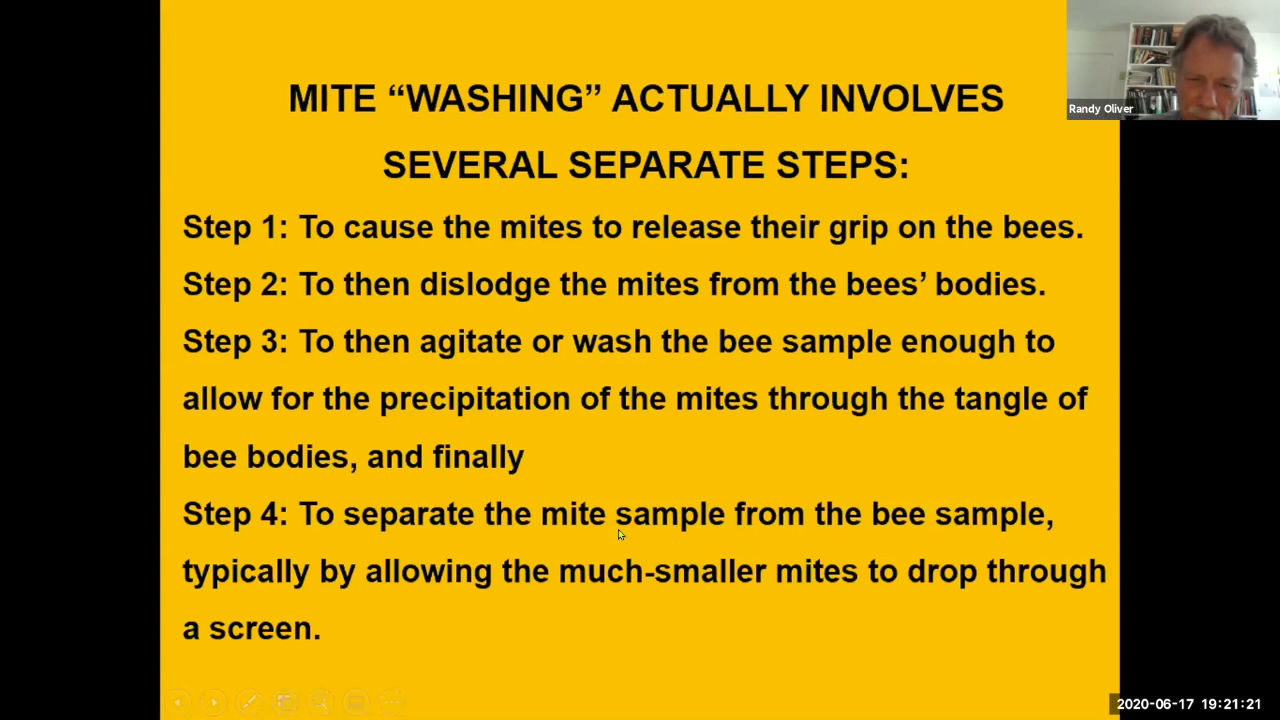 MITE “WASHING” ACTUALLY INVOLVES
SEVERAL SEPARATE STEPS:
Step 1: To cause the mites to release their grip on the bees.
Step 2: To then dislodge the mites from the bees’ bodies.
Step 3: To then agitate or wash the bee sample enough to
allow for the precipitation of the mites through the tangle of
bee bodies, and finally
Step 4: To separate the mite sample from the bee sample,
typically by allowing the much-smaller mites to drop through
a screen.
Randy Oliver
2020-06-17 19:21:21